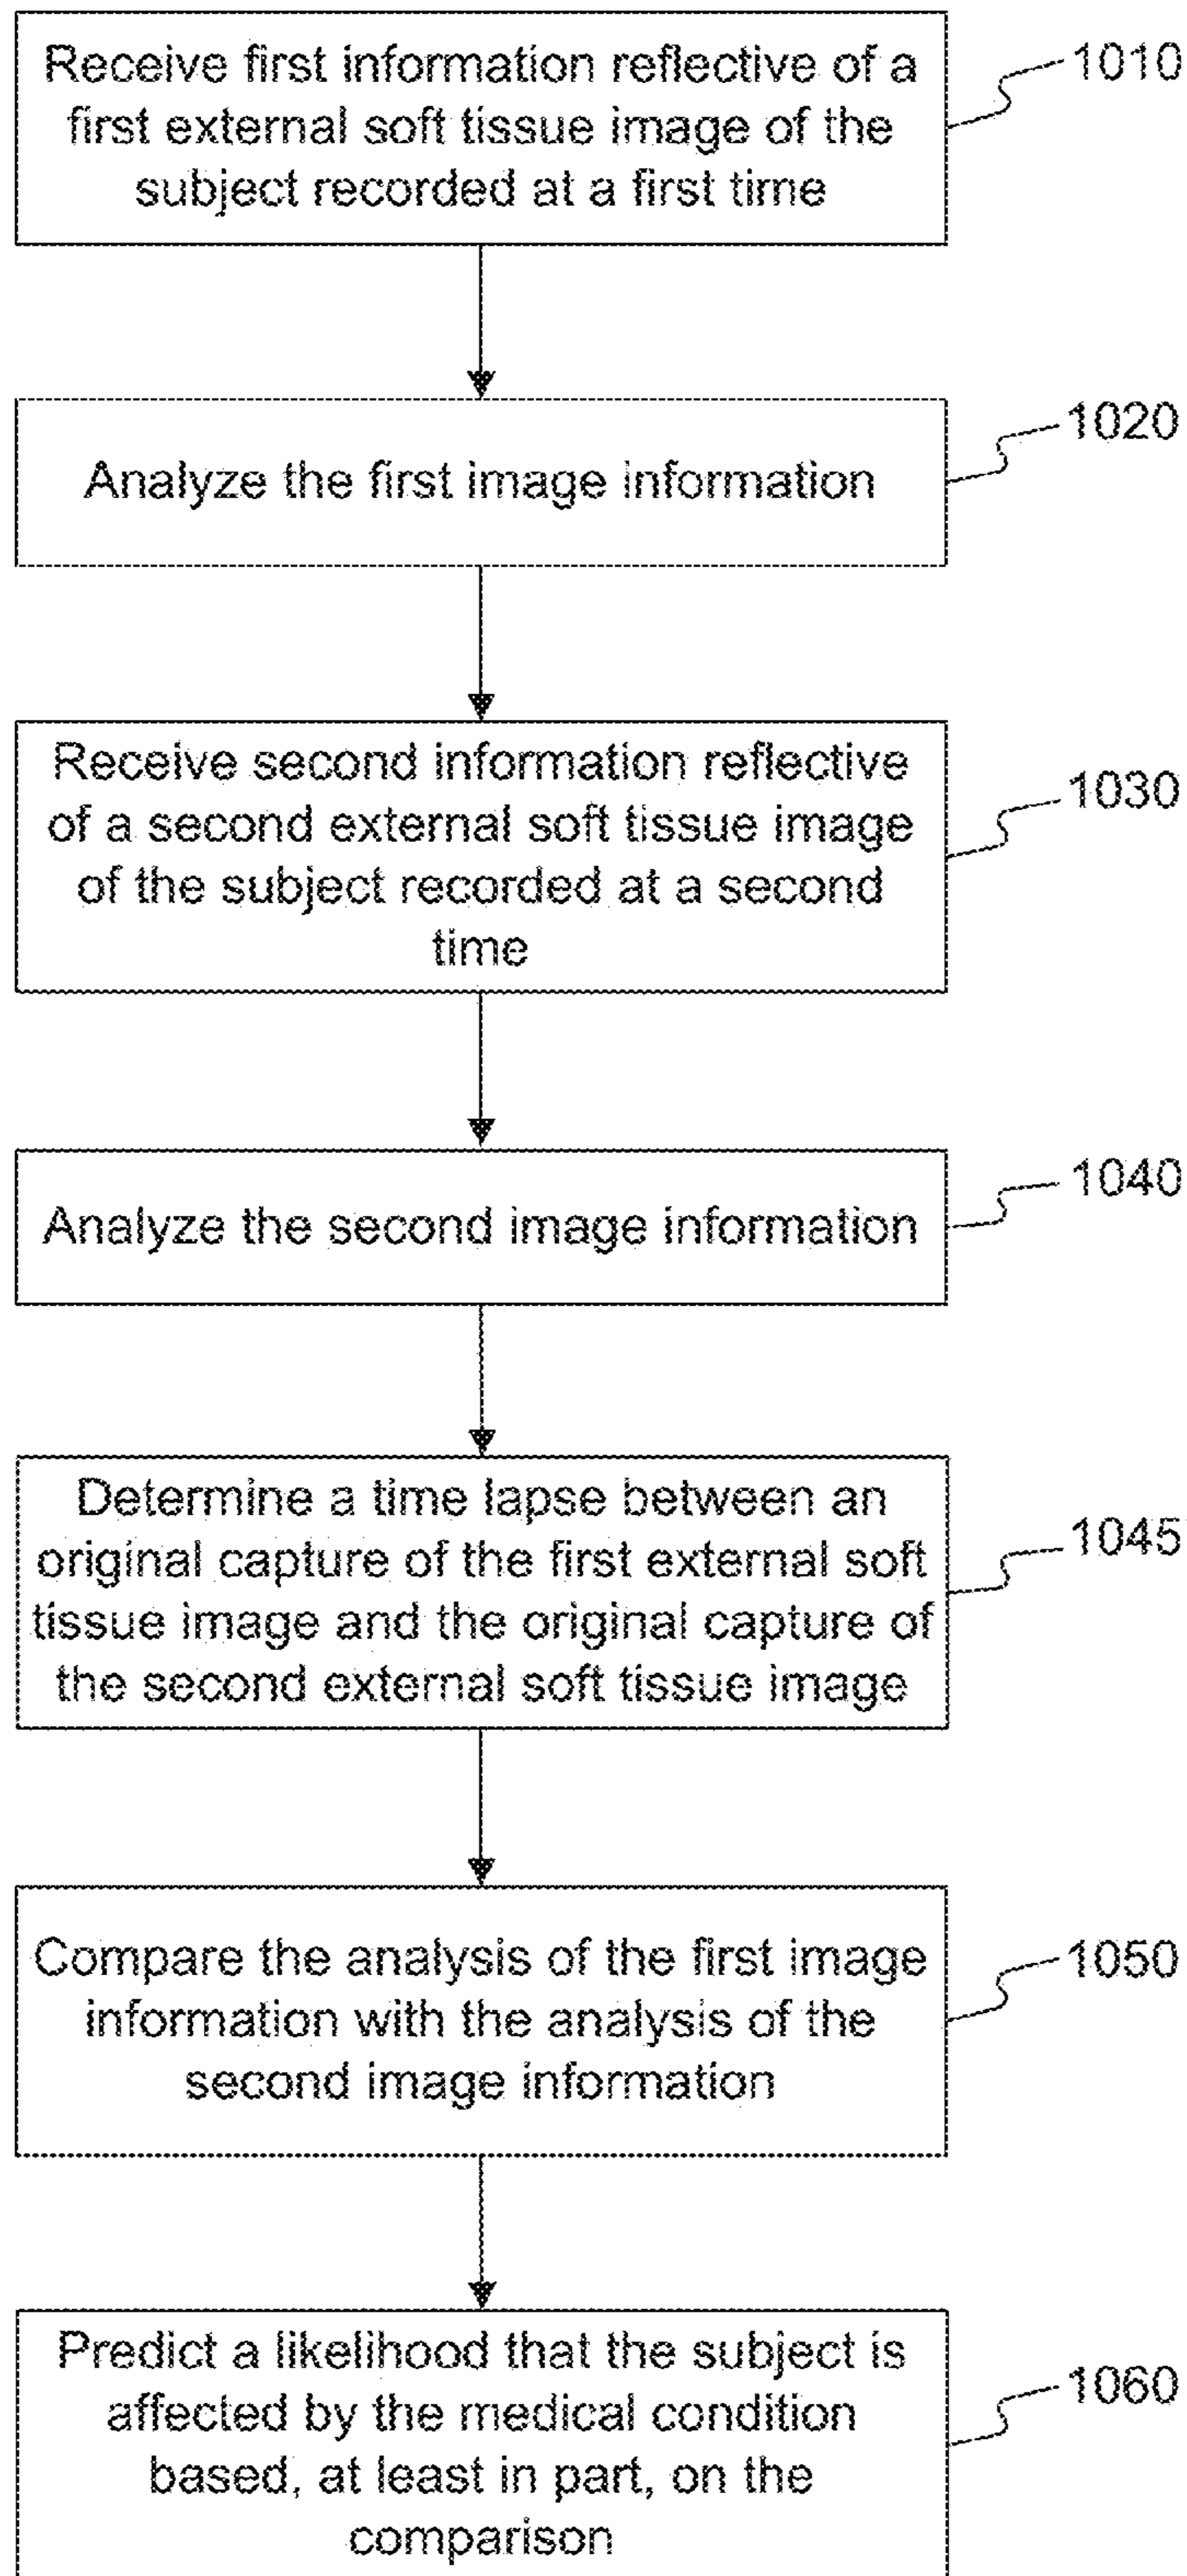 Receive first information reflective of a
first external soft tissue image of the
subject recorded at a first time
1010
Analyze the first image information
1020
Receive second information reflective
of a second external soft tissue image
of the subject recorded at a second
time
1030
Analyze the second image information
1040
Determine a time lapse between an
original capture of the first external soft
tissue image and the original capture of
the second external soft tissue image
1045
Compare the analysis of the first image
information with the analysis of the
second image information
1050
Predict a likelihood that the subject is
affected by the medical condition
based, at least in part, on the
comparison
1060